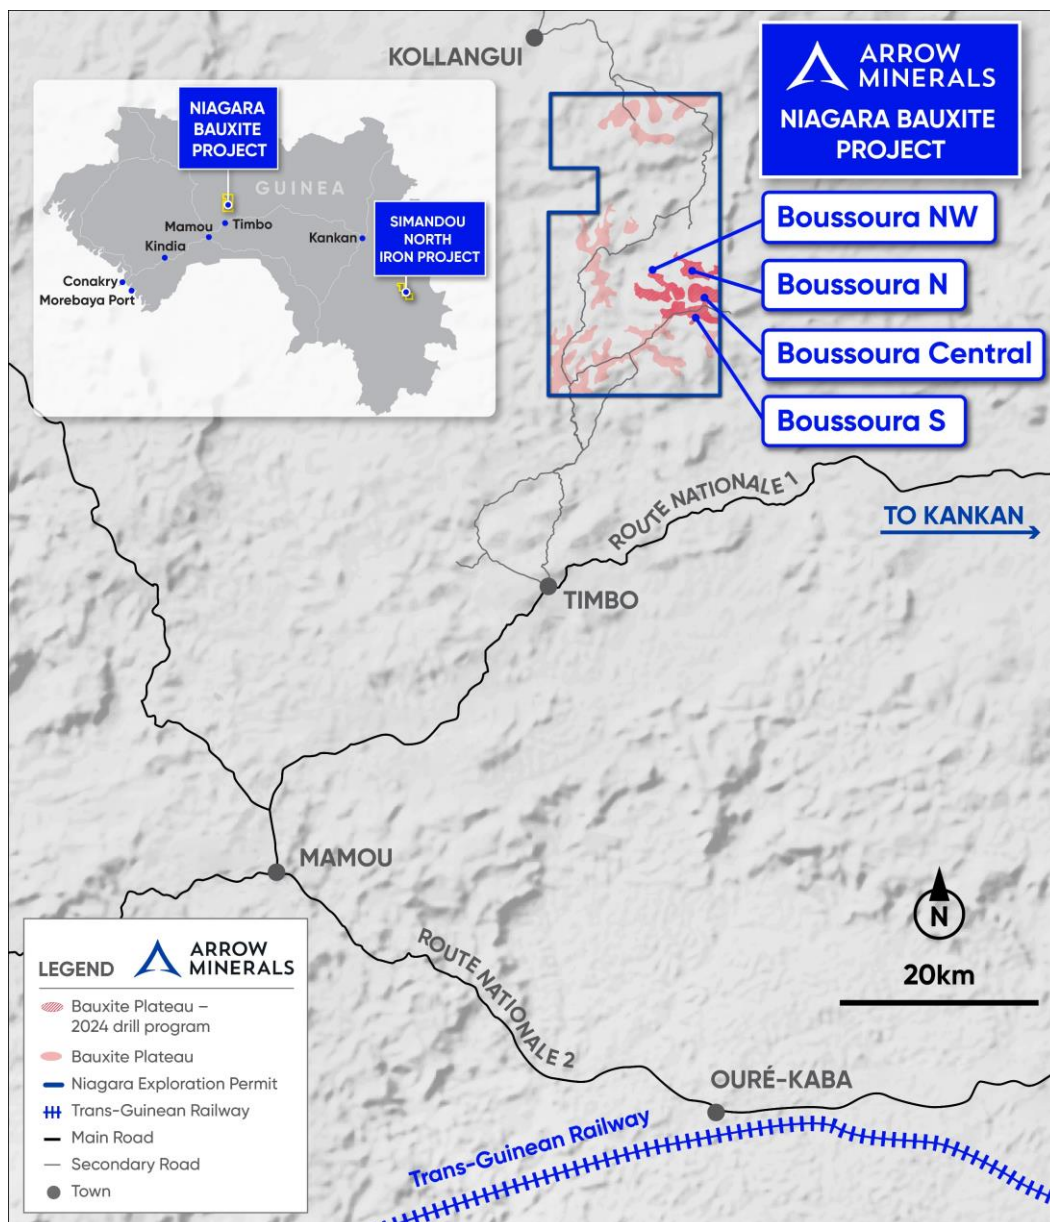 KOLLANGUI
ARROW
MINERALS
NIAGARA BAUXITE
PROJECT
NIAGARA
BAUXITE
PROJECT
GUINEA
SIMANDOU
NORTH
IRON PROJECT
Mamou
Timbo
Kankan
Kindia
Conakry
Morebaya Port
Boussoura NW
Boussoura N
Boussoura Central
Boussoura S
ROUTE NATIONALE 1
TO KANKAN
TIMBO
MAMOU
ROUTE NATIONALE 2
N
20km
OURÉ-KABA
Trans-Guinean Railway
LEGEND
ARROW
MINERALS
Bauxite Plateau –
2024 drill program
Bauxite Plateau
Niagara Exploration Permit
Trans-Guinean Railway
Main Road
Secondary Road
Town